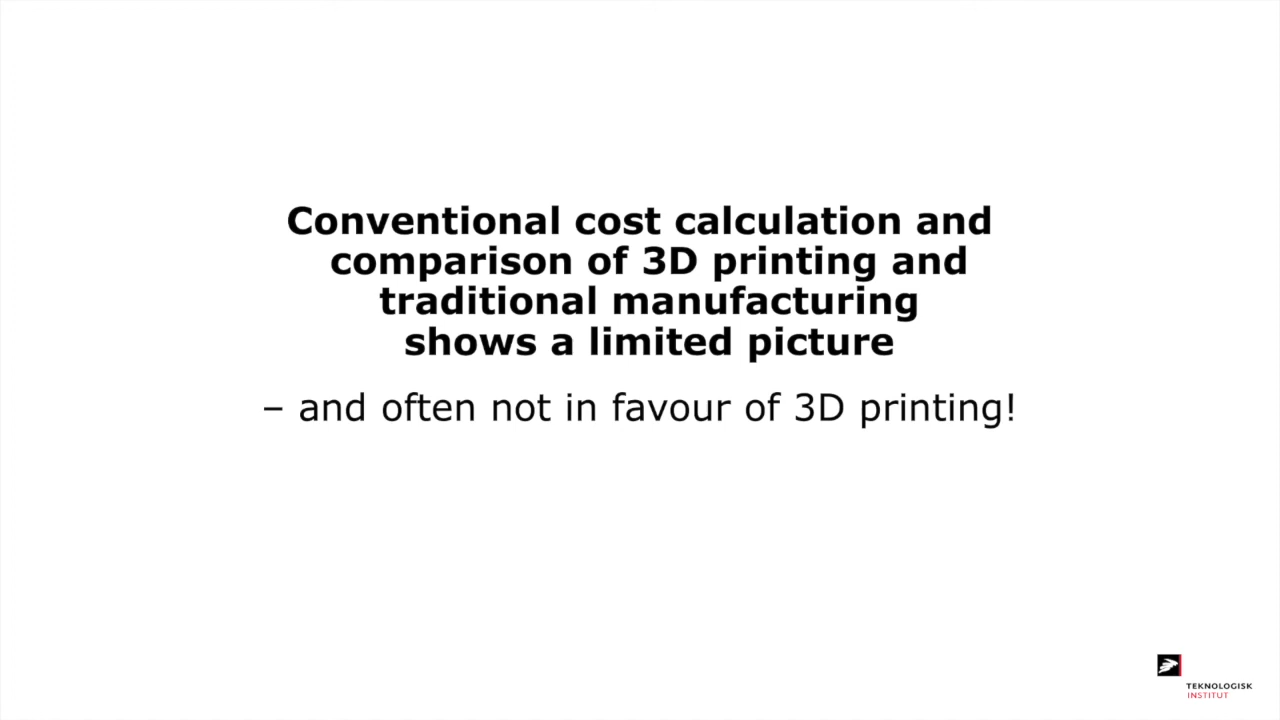 Conventional cost calculation and
comparison of 3D printing and
traditional manufacturing
shows a limited picture
– and often not in favour of 3D printing!
TEKNOLOGISK
INSTITUT